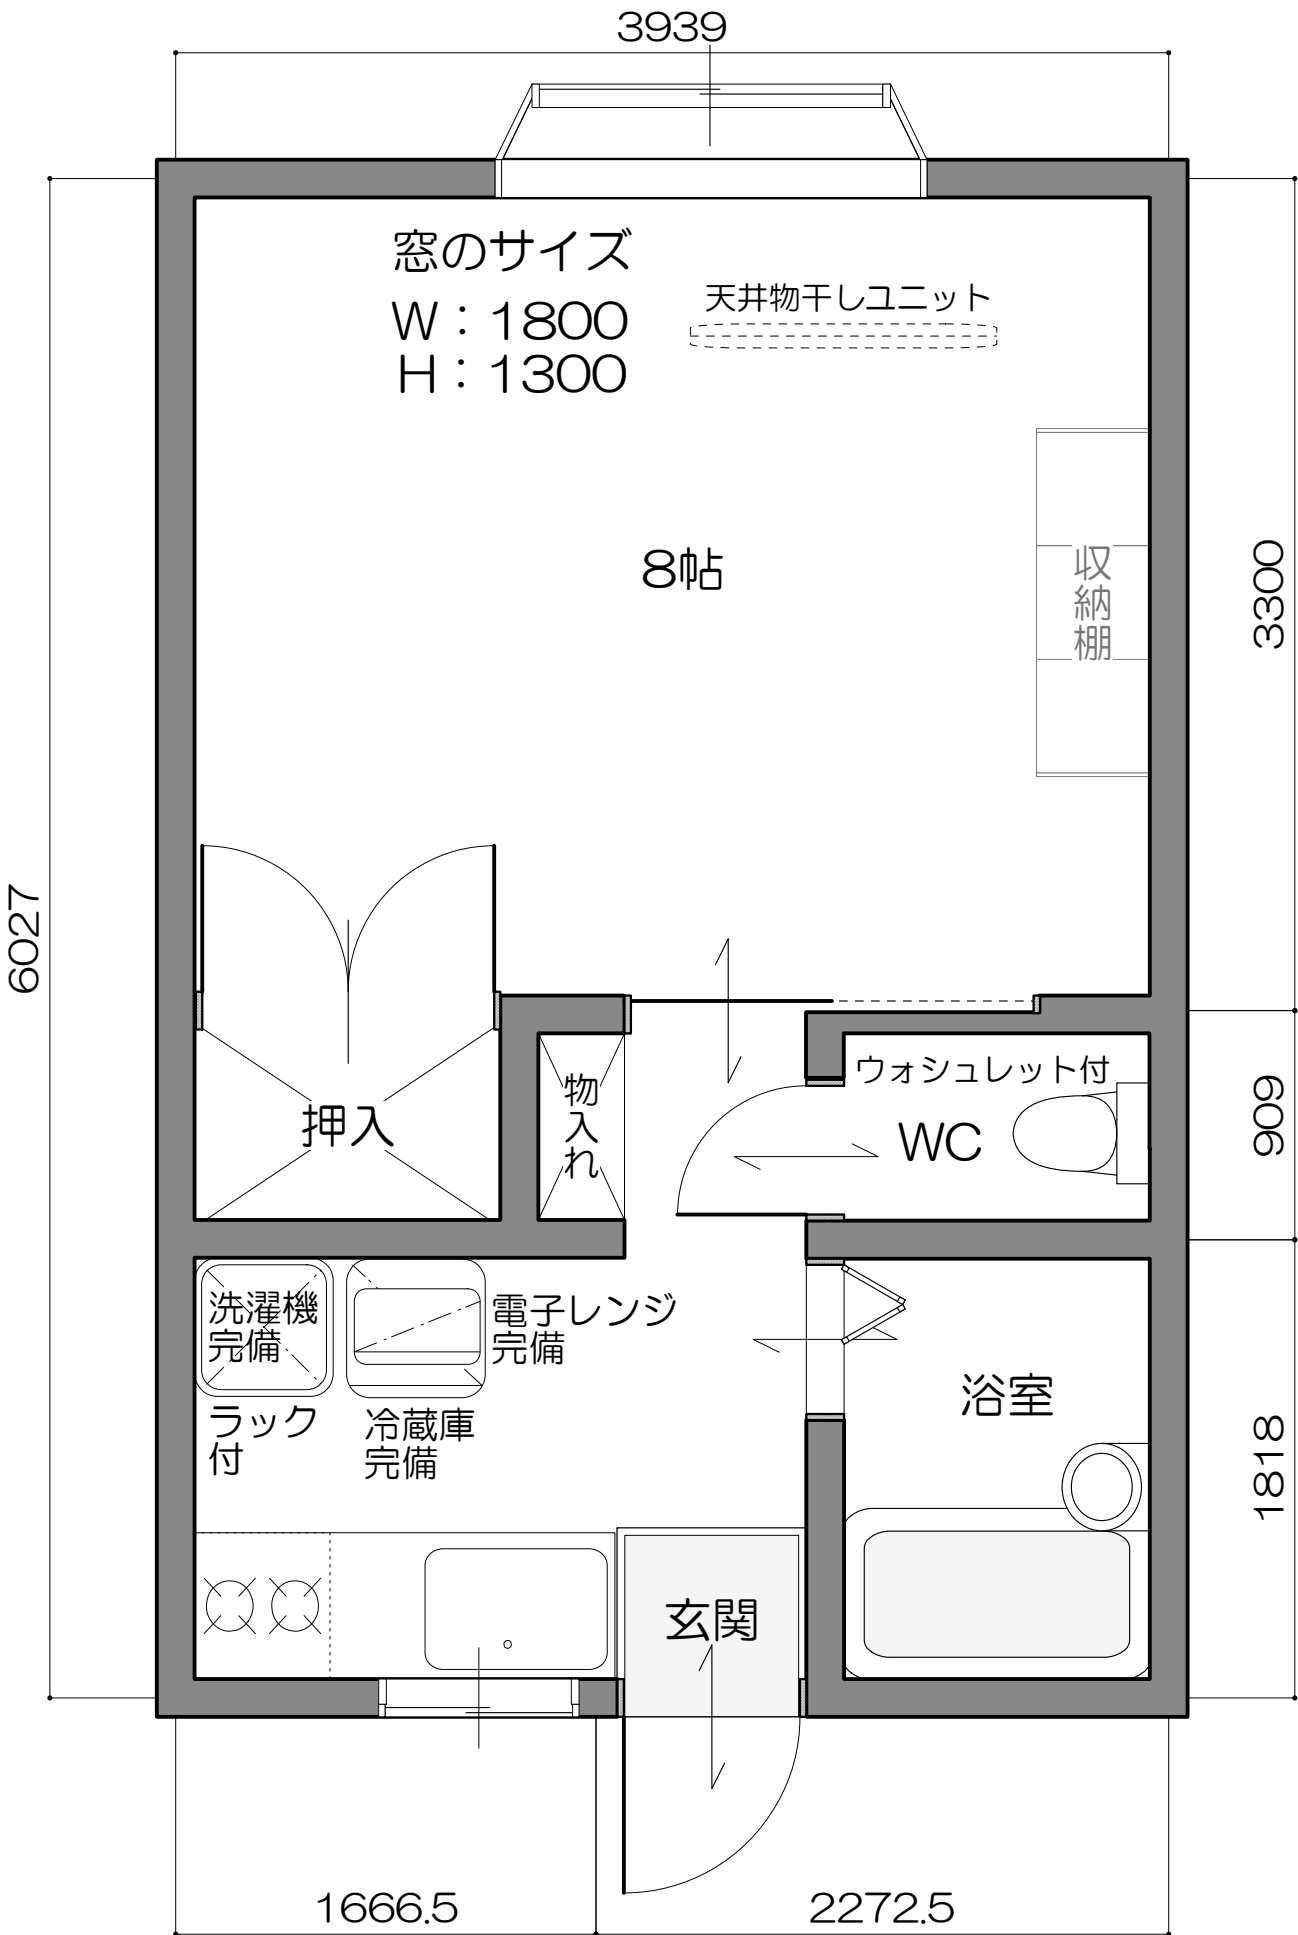 3939
窓のサイズ
W：1800
H：1300
天井物干しユニット
8帖
収納棚
3300
6027
押入
物入れ
ウォシュレット付
WC
909
洗濯機
完備
電子レンジ
完備
ラック
付
冷蔵庫
完備
浴室
1818
玄関
1666.5
2272.5